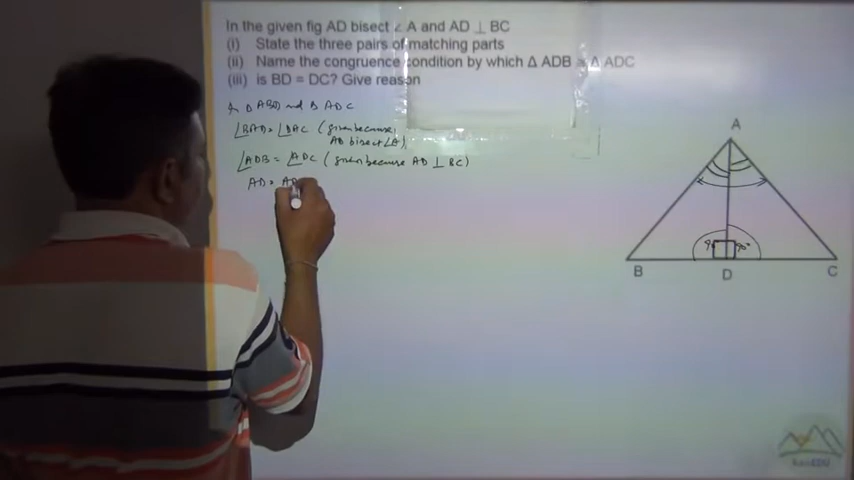 In the given fig AD bisect ∠ A and AD ⊥ BC
(i) State the three pairs of matching parts
(ii) Name the congruence condition by which Δ ADB ≅ Δ ADC
(iii) is BD = DC? Give reason
In Δ ABD and Δ ADC
∠BAD = ∠DAC (given because,
AD bisect ∠A)
∠ADB = ∠ADC (given because AD ⊥ BC)
AD = AD
A
90° 90°
B D C